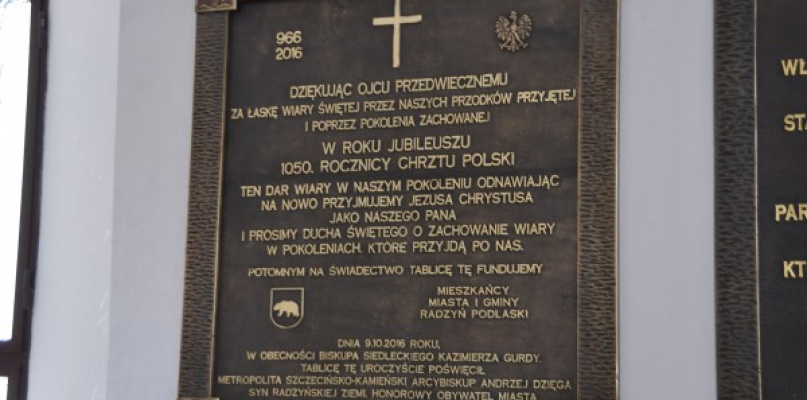 966
2016
DZIĘKUJĄC OJCU PRZEDWIECZNEMU
ZA ŁASKĘ WIARY ŚWIĘTEJ PRZEZ NASZYCH PRZODKÓW PRZYJĘTEJ
I POPRZEZ POKOLENIA ZACHOWANEJ
W ROKU JUBILEUSZU
1050. ROCZNICY CHRZTU POLSKI
TEN DAR WIARY W NASZYM POKOLENIU ODNAWIAJĄC
NA NOWO PRZYJMUJEMY JEZUSA CHRYSTUSA
JAKO NASZEGO PANA
I PROSIMY DUCHA ŚWIĘTEGO O ZACHOWANIE WIARY
W POKOLENIACH, KTÓRE PRZYJDĄ PO NAS.
POTOMNYM NA ŚWIADECTWO TABLICĘ TĘ FUNDUJEMY
MIESZKAŃCY
MIASTA I GMINY
RADZYŃ PODLASKI
DNIA 9.10.2016 ROKU,
W OBECNOŚCI BISKUPA SIEDLECKIEGO KAZIMIERZA GURDY,
TABLICĘ TĘ UROCZYŚCIE POŚWIĘCIŁ
METROPOLITA SZCZECIŃSKO-KAMIEŃSKI ARCYBISKUP ANDRZEJ DZIĘGA
SYN RADZYŃSKIEJ ZIEMI, HONOROWY OBYWATEL MIASTA
WŁ
STA
PAR
KT